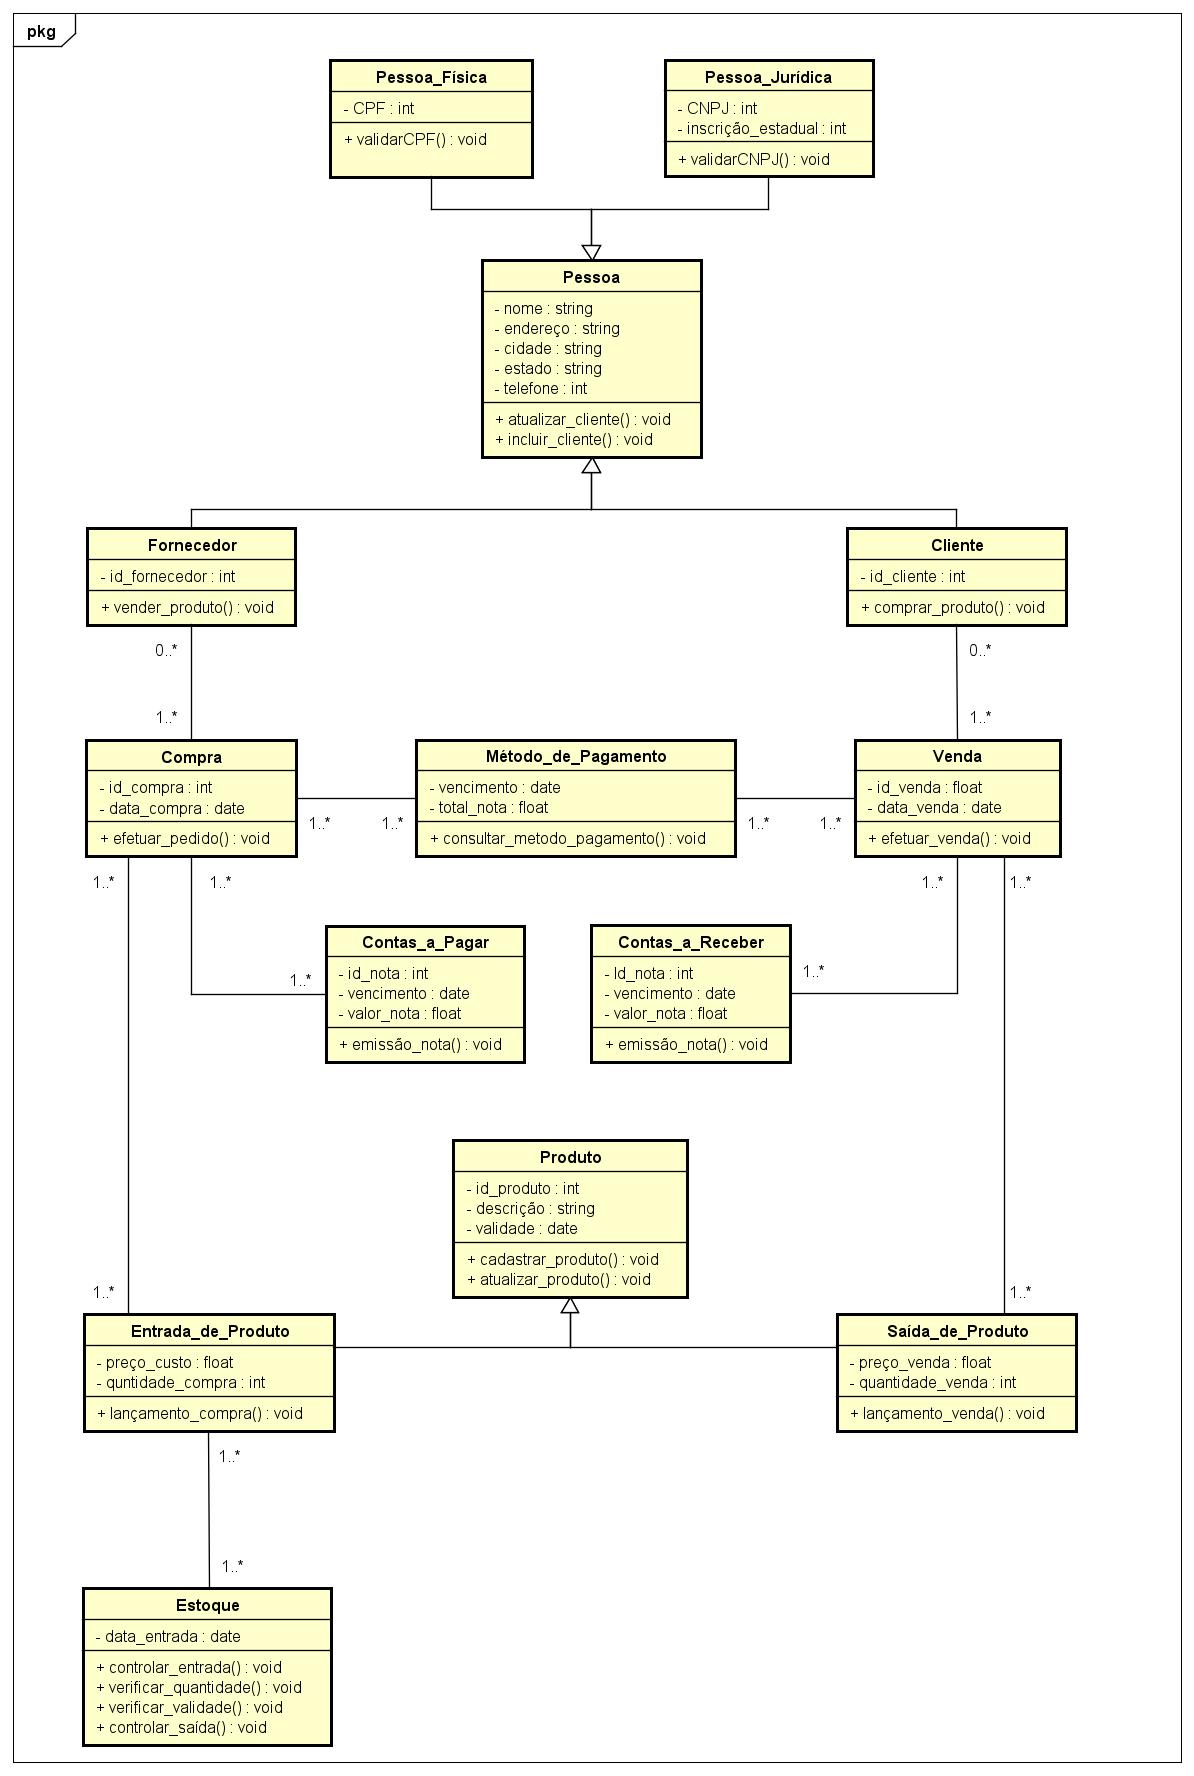 pkg
Pessoa_Física
- CPF : int
+ validarCPF() : void
Pessoa_Jurídica
- CNPJ : int
- inscrição_estadual : int
+ validarCNPJ() : void
Pessoa
- nome : string
- endereço : string
- cidade : string
- estado : string
- telefone : int
+ atualizar_cliente() : void
+ incluir_cliente() : void
Fornecedor
- id_fornecedor : int
+ vender_produto() : void
Cliente
- id_cliente : int
+ comprar_produto() : void
0..*
0..*
1..*
1..*
Compra
- id_compra : int
- data_compra : date
+ efetuar_pedido() : void
Método_de_Pagamento
- vencimento : date
- total_nota : float
+ consultar_metodo_pagamento() : void
Venda
- id_venda : float
- data_venda : date
+ efetuar_venda() : void
1..*
1..*
1..*
1..*
1..*
1..*
1..*
1..*
Contas_a_Pagar
- id_nota : int
- vencimento : date
- valor_nota : float
+ emissão_nota() : void
1..*
Contas_a_Receber
- Id_nota : int
- vencimento : date
- valor_nota : float
+ emissão_nota() : void
1..*
Produto
- id_produto : int
- descrição : string
- validade : date
+ cadastrar_produto() : void
+ atualizar_produto() : void
1..*
1..*
Entrada_de_Produto
- preço_custo : float
- quntidade_compra : int
+ lançamento_compra() : void
Saída_de_Produto
- preço_venda : float
- quantidade_venda : int
+ lançamento_venda() : void
1..*
1..*
Estoque
- data_entrada : date
+ controlar_entrada() : void
+ verificar_quantidade() : void
+ verificar_validade() : void
+ controlar_saída() : void